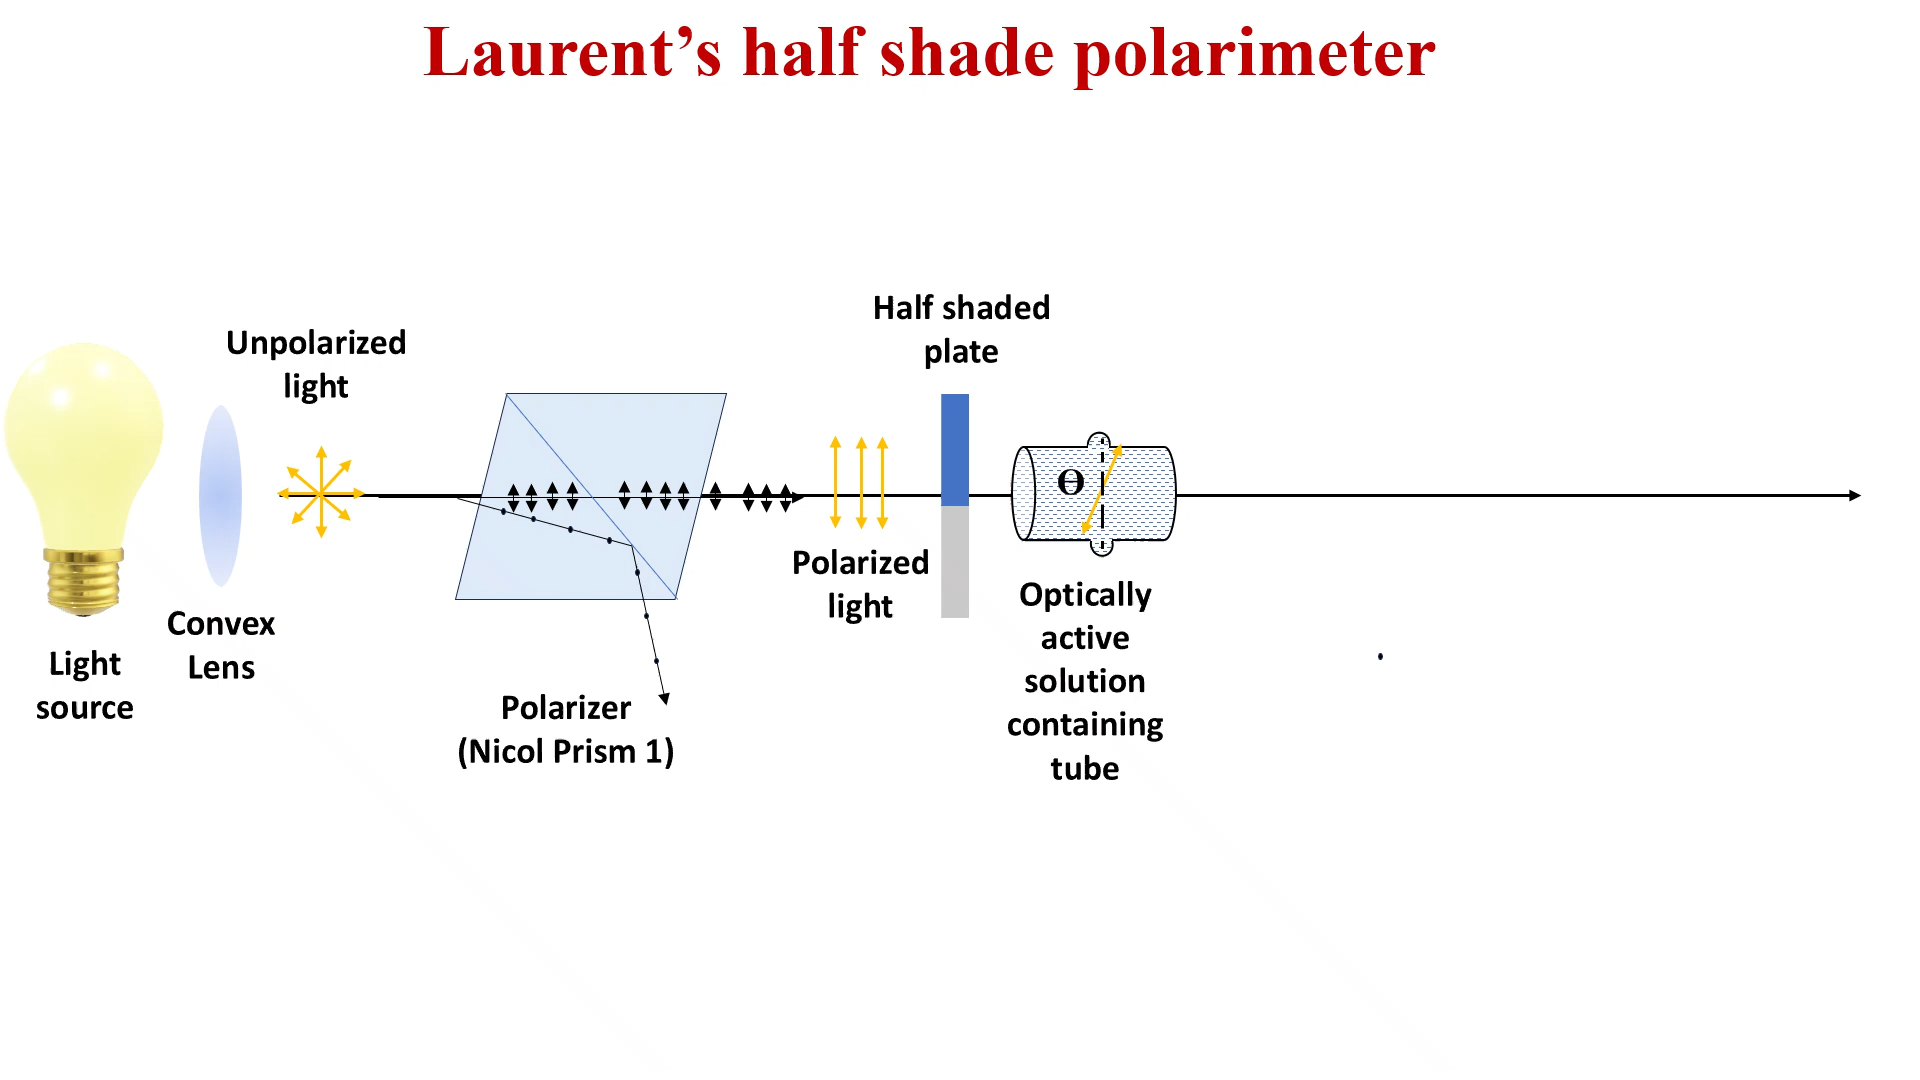 Laurent’s half shade polarimeter
Half shaded
plate
Unpolarized
light
Ɵ
Polarized
light
Optically
active
solution
containing
tube
Convex
Lens
Light
source
Polarizer
(Nicol Prism 1)